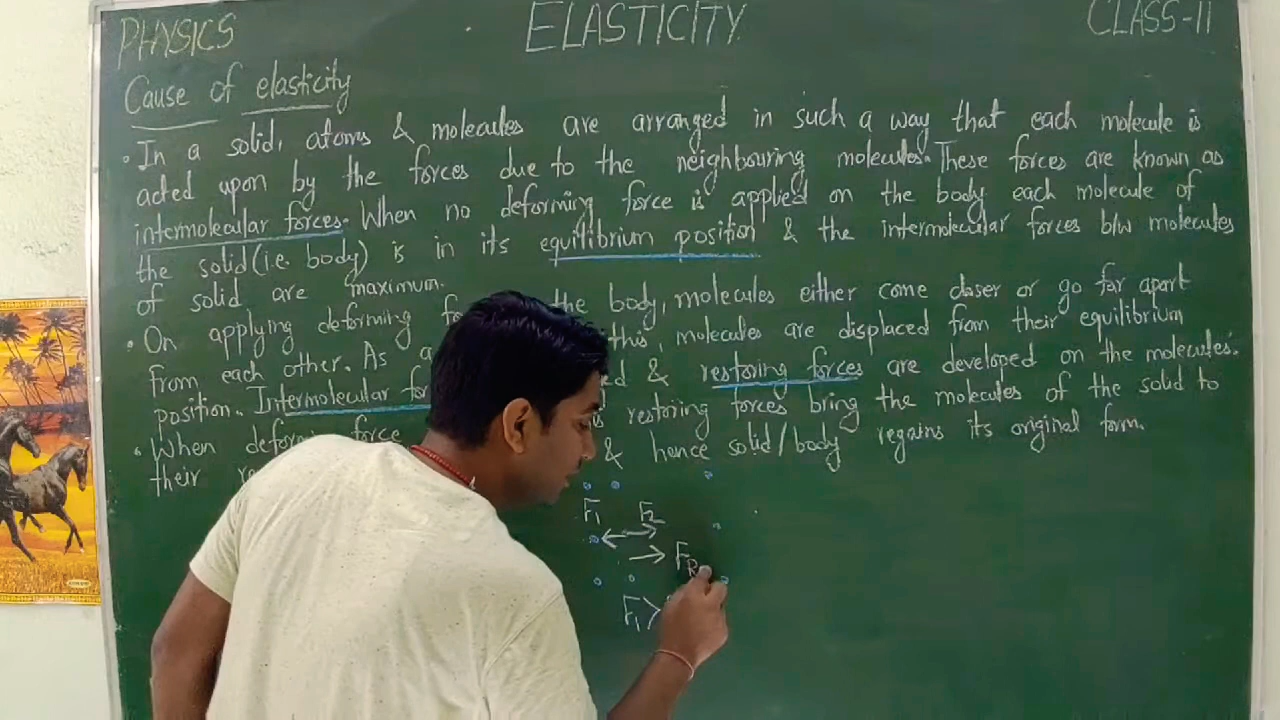 PHYSICS ELASTICITY CLASS-11
Cause of elasticity
• In a solid, atoms & molecules are arranged in such a way that each molecule is
acted upon by the forces due to the neighbouring molecules. These forces are known as
intermolecular forces. When no deforming force is applied on the body each molecule of
the solid (i.e. body) is in its equilibrium position & the intermolecular forces b/w molecules
of solid are maximum.
• On applying deforming the body, molecules either come closer or go far apart
from each other. As this, molecules are displaced from their equilibrium
position. Intermolecular & restoring forces are developed on the molecules.
• When restoring forces bring the molecules of the solid to
their & hence solid/body regains its original form.
F₁ F₂
FR
F₁>